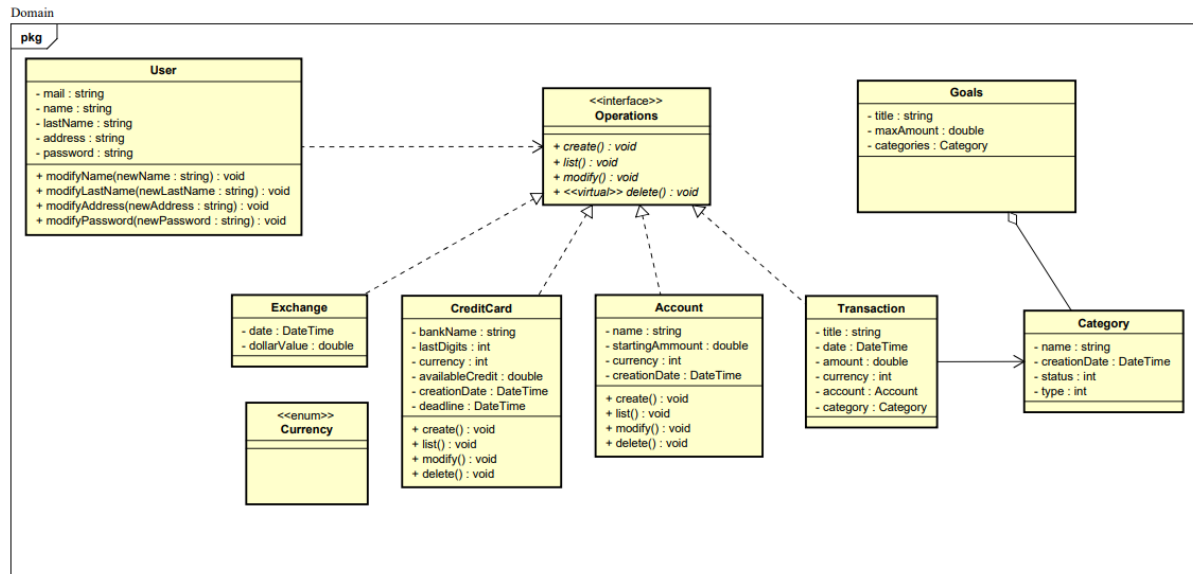 Domain
pkg
User
- mail : string
- name : string
- lastName : string
- address : string
- password : string
+ modifyName(newName : string) : void
+ modifyLastName(newLastName : string) : void
+ modifyAddress(newAddress : string) : void
+ modifyPassword(newPassword : string) : void
<<interface>>
Operations
+ create() : void
+ list() : void
+ modify() : void
+ <<virtual>> delete() : void
Goals
- title : string
- maxAmount : double
- categories : Category
Exchange
- date : DateTime
- dollarValue : double
CreditCard
- bankName : string
- lastDigits : int
- currency : int
- availableCredit : double
- creationDate : DateTime
- deadline : DateTime
+ create() : void
+ list() : void
+ modify() : void
+ delete() : void
Account
- name : string
- startingAmmount : double
- currency : int
- creationDate : DateTime
+ create() : void
+ list() : void
+ modify() : void
+ delete() : void
Transaction
- title : string
- date : DateTime
- amount : double
- currency : int
- account : Account
- category : Category
Category
- name : string
- creationDate : DateTime
- status : int
- type : int
<<enum>>
Currency